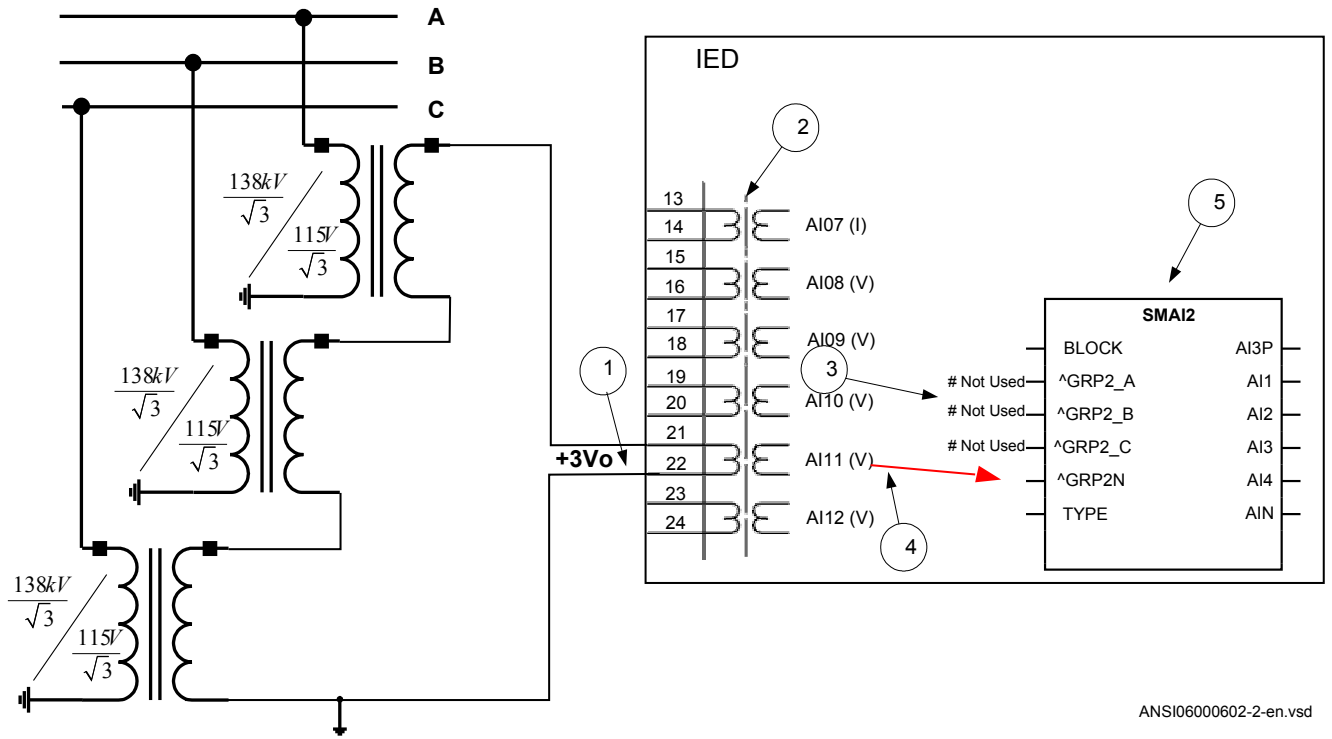 A
B
C
138kV
√3
115V
√3
138kV
√3
115V
√3
138kV
√3
115V
√3
+3Vo
1
IED
2
13
14
AI07 (I)
15
16
AI08 (V)
17
18
AI09 (V)
3
19
20
AI10 (V)
21
22
AI11 (V)
23
24
AI12 (V)
4
5
SMAI2
BLOCK
AI3P
# Not Used
^GRP2_A
AI1
# Not Used
^GRP2_B
AI2
# Not Used
^GRP2_C
AI3
^GRP2N
AI4
TYPE
AIN
ANSI06000602-2-en.vsd